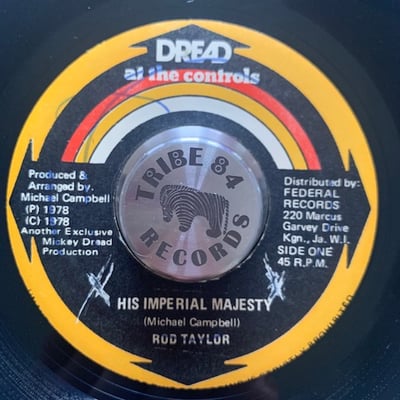 DREAD
at the controls
Produced &
Arranged by.
Michael Campbell
(P) 1978
(C) 1978
Another Exclusive
Mickey Dread
Production
TRIBE 84
RECORDS
Distributed by:
FEDERAL
RECORDS
220 Marcus
Garvey Drive
Kgn., Ja. W.I.
SIDE ONE
45 R.P.M.
HIS IMPERIAL MAJESTY
(Michael Campbell)
ROD TAYLOR